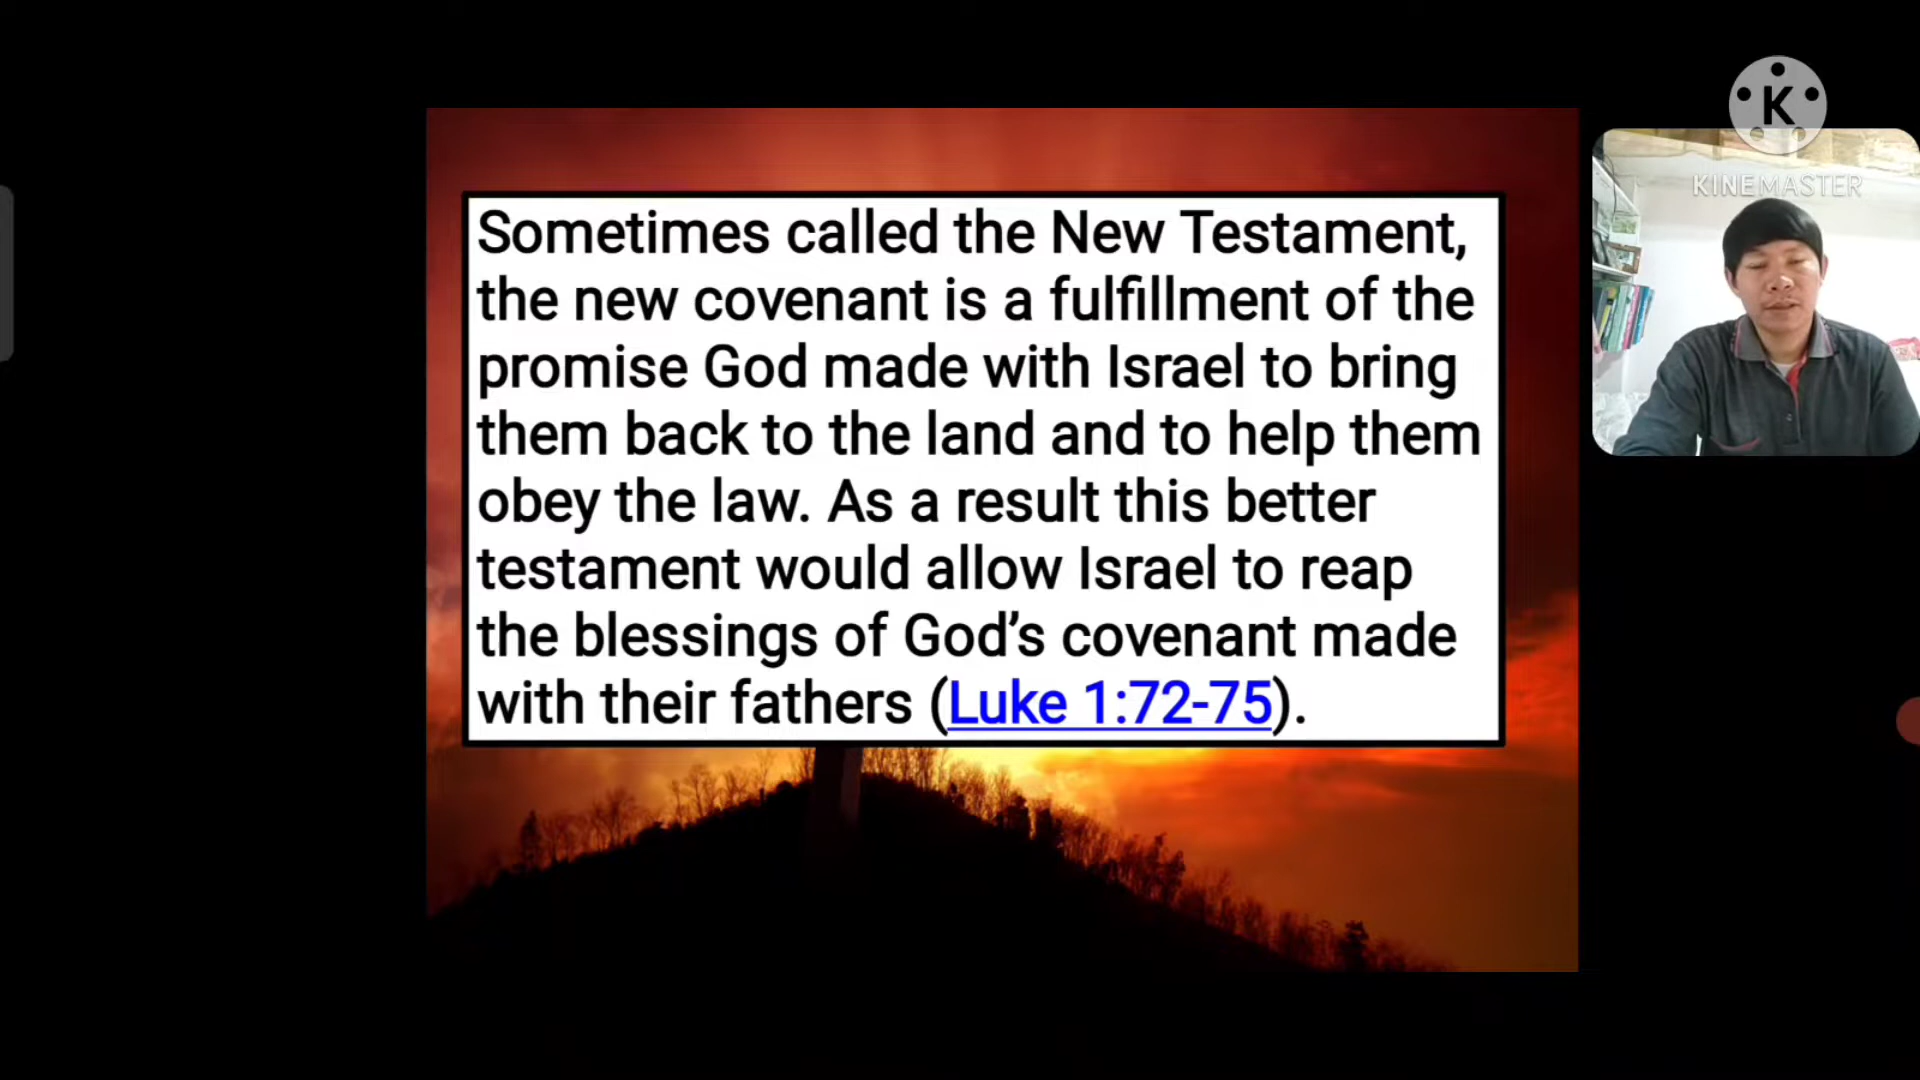 K
KINEMASTER
Sometimes called the New Testament,
the new covenant is a fulfillment of the
promise God made with Israel to bring
them back to the land and to help them
obey the law. As a result this better
testament would allow Israel to reap
the blessings of God’s covenant made
with their fathers (Luke 1:72-75).